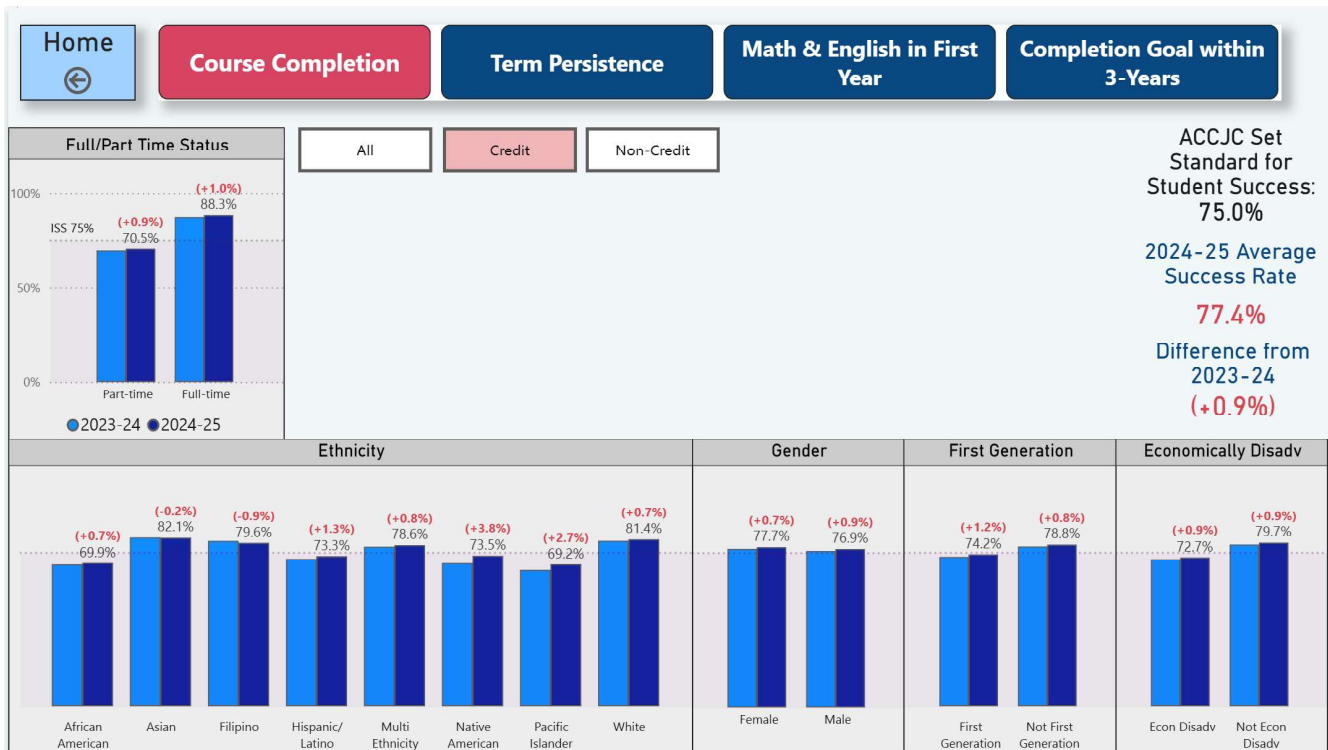 Home
Course Completion
Term Persistence
Math & English in First
Year
Completion Goal within
3-Years
Full/Part Time Status
All
Credit
Non-Credit
ACCJC Set
Standard for
Student Success:
75.0%
2024-25 Average
Success Rate
77.4%
Difference from
2023-24
(+0.9%)
100%
ISS 75%
50%
0%
(+0.9%)
70.5%
(+1.0%)
88.3%
Part-time
Full-time
2023-24
2024-25
Ethnicity
(+0.7%)
69.9%
(-0.2%)
82.1%
(-0.9%)
79.6%
(+1.3%)
73.3%
(+0.8%)
78.6%
(+3.8%)
73.5%
(+2.7%)
69.2%
(+0.7%)
81.4%
African
American
Asian
Filipino
Hispanic/
Latino
Multi
Ethnicity
Native
American
Pacific
Islander
White
Gender
(+0.7%)
77.7%
(+0.9%)
76.9%
Female
Male
First Generation
(+1.2%)
74.2%
(+0.8%)
78.8%
First
Generation
Not First
Generation
Economically Disadv
(+0.9%)
72.7%
(+0.9%)
79.7%
Econ Disadv
Not Econ
Disadv